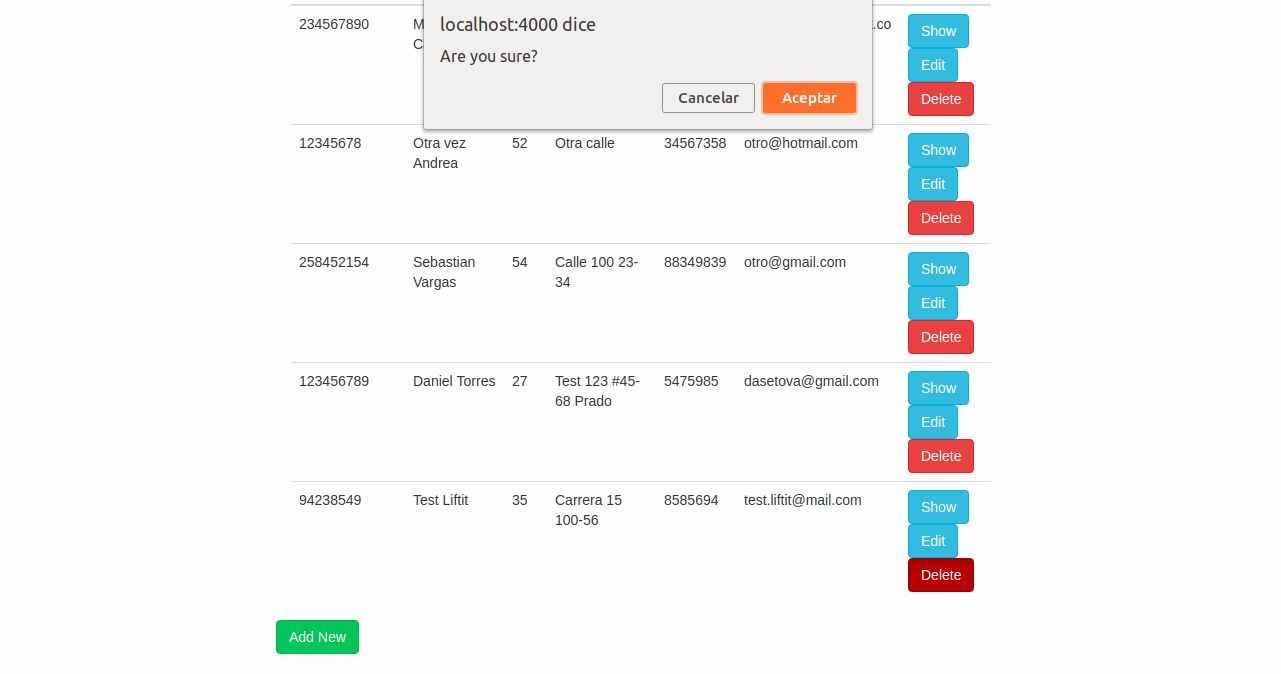 localhost:4000 dice
Are you sure?
Cancelar Aceptar
234567890 Show
Edit
Delete
12345678 Otra vez 52 Otra calle 34567358 otro@hotmail.com Show
Andrea
Edit
Delete
258452154 Sebastian 54 Calle 100 23- 88349839 otro@gmail.com Show
Vargas 34
Edit
Delete
123456789 Daniel Torres 27 Test 123 #45- 5475985 dasetova@gmail.com Show
68 Prado
Edit
Delete
94238549 Test Liftit 35 Carrera 15 8585694 test.liftit@mail.com Show
100-56
Edit
Delete
Add New